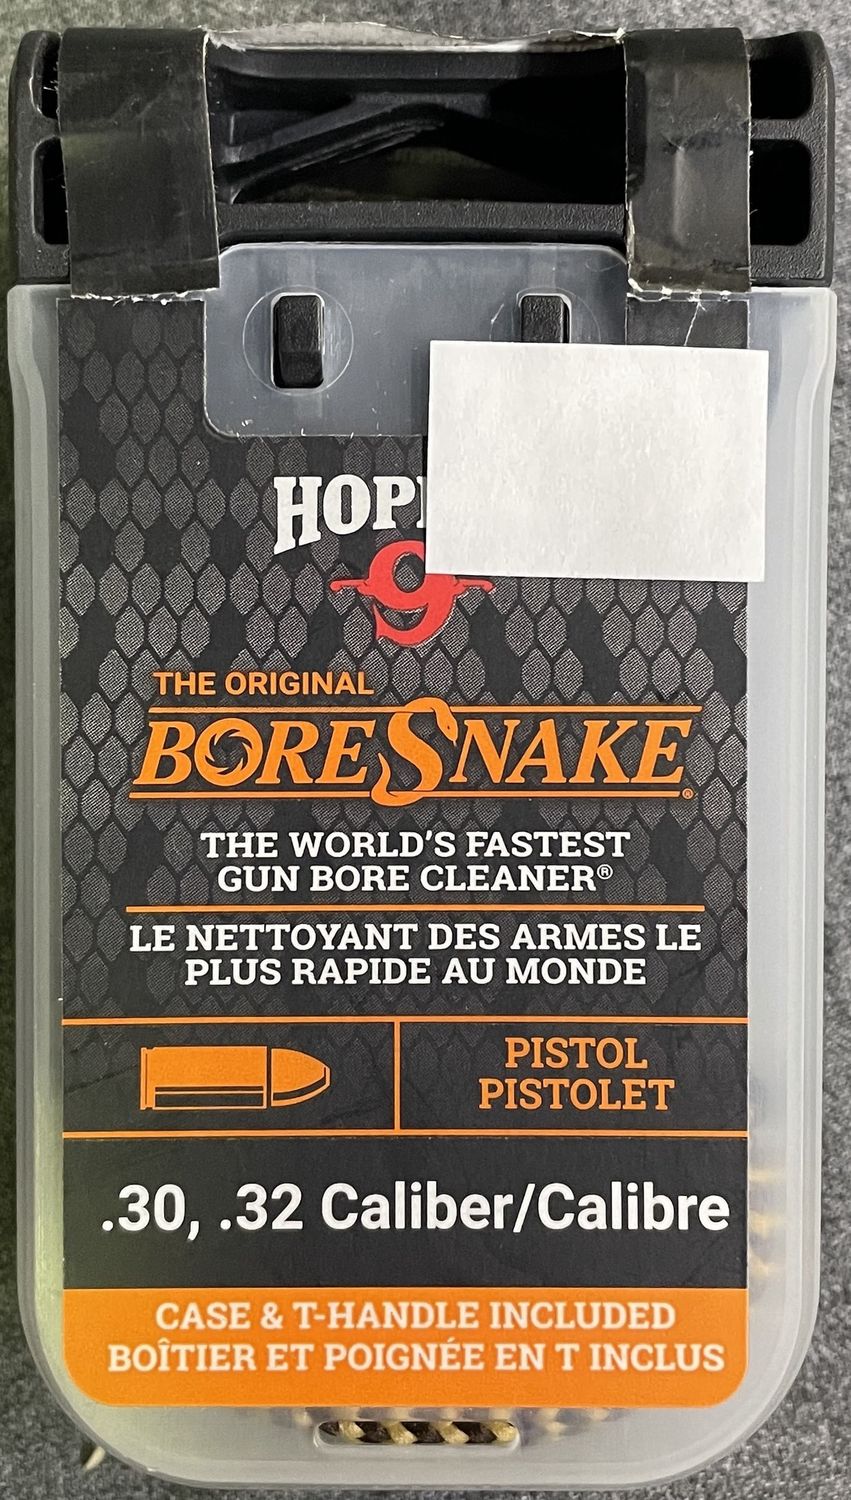 HOP
9
THE ORIGINAL
BORESNAKE®
THE WORLD'S FASTEST
GUN BORE CLEANER®
LE NETTOYANT DES ARMES LE
PLUS RAPIDE AU MONDE
PISTOL
PISTOLET
.30, .32 Caliber/Calibre
CASE & T-HANDLE INCLUDED
BOÎTIER ET POIGNÉE EN T INCLUS